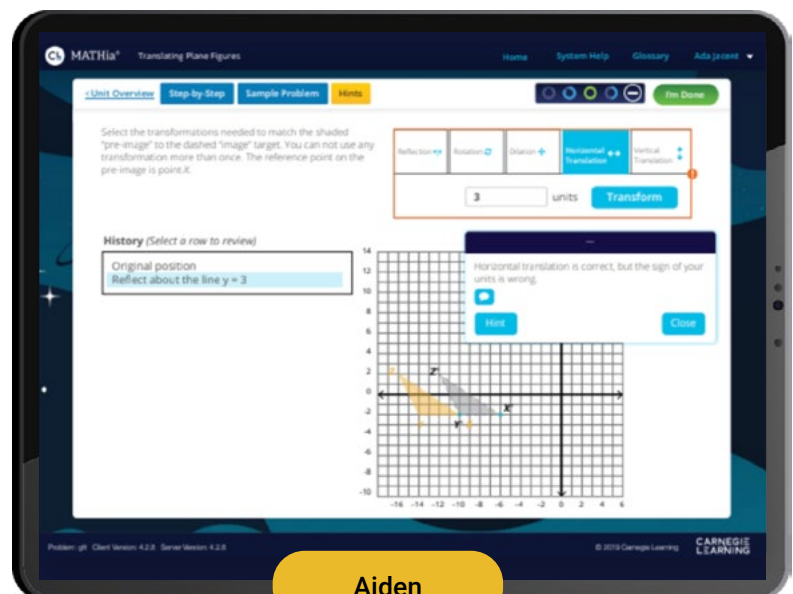 MATHia®
Translating Plane Figures
Home
System Help
Glossary
Ada Jacent
<Unit Overview
Step-by-Step
Sample Problem
Hints
I'm Done
Select the transformations needed to match the shaded
"pre-image" to the dashed "image" target. You can not use any
transformation more than once. The reference point on the
pre-image is point X.
Reflection
Rotation
Dilation
Horizontal
Translation
Vertical
Translation
3 units Transform
History (Select a row to review)
Original position
Reflect about the line y = 3
Horizontal translation is correct, but the sign of your
units is wrong.
Hint
Close
14
12
10
8
6
4
2
0
-2
-4
-6
-8
-10
Z'
X'
Y'
-16 -14 -12 -10 -8 -6 -4 -2 0 2 4 6
Problem: gft Client Version: 4.2.8 Server Version: 4.2.8
© 2019 Carnegie Learning
CARNEGIE
LEARNING
Aiden